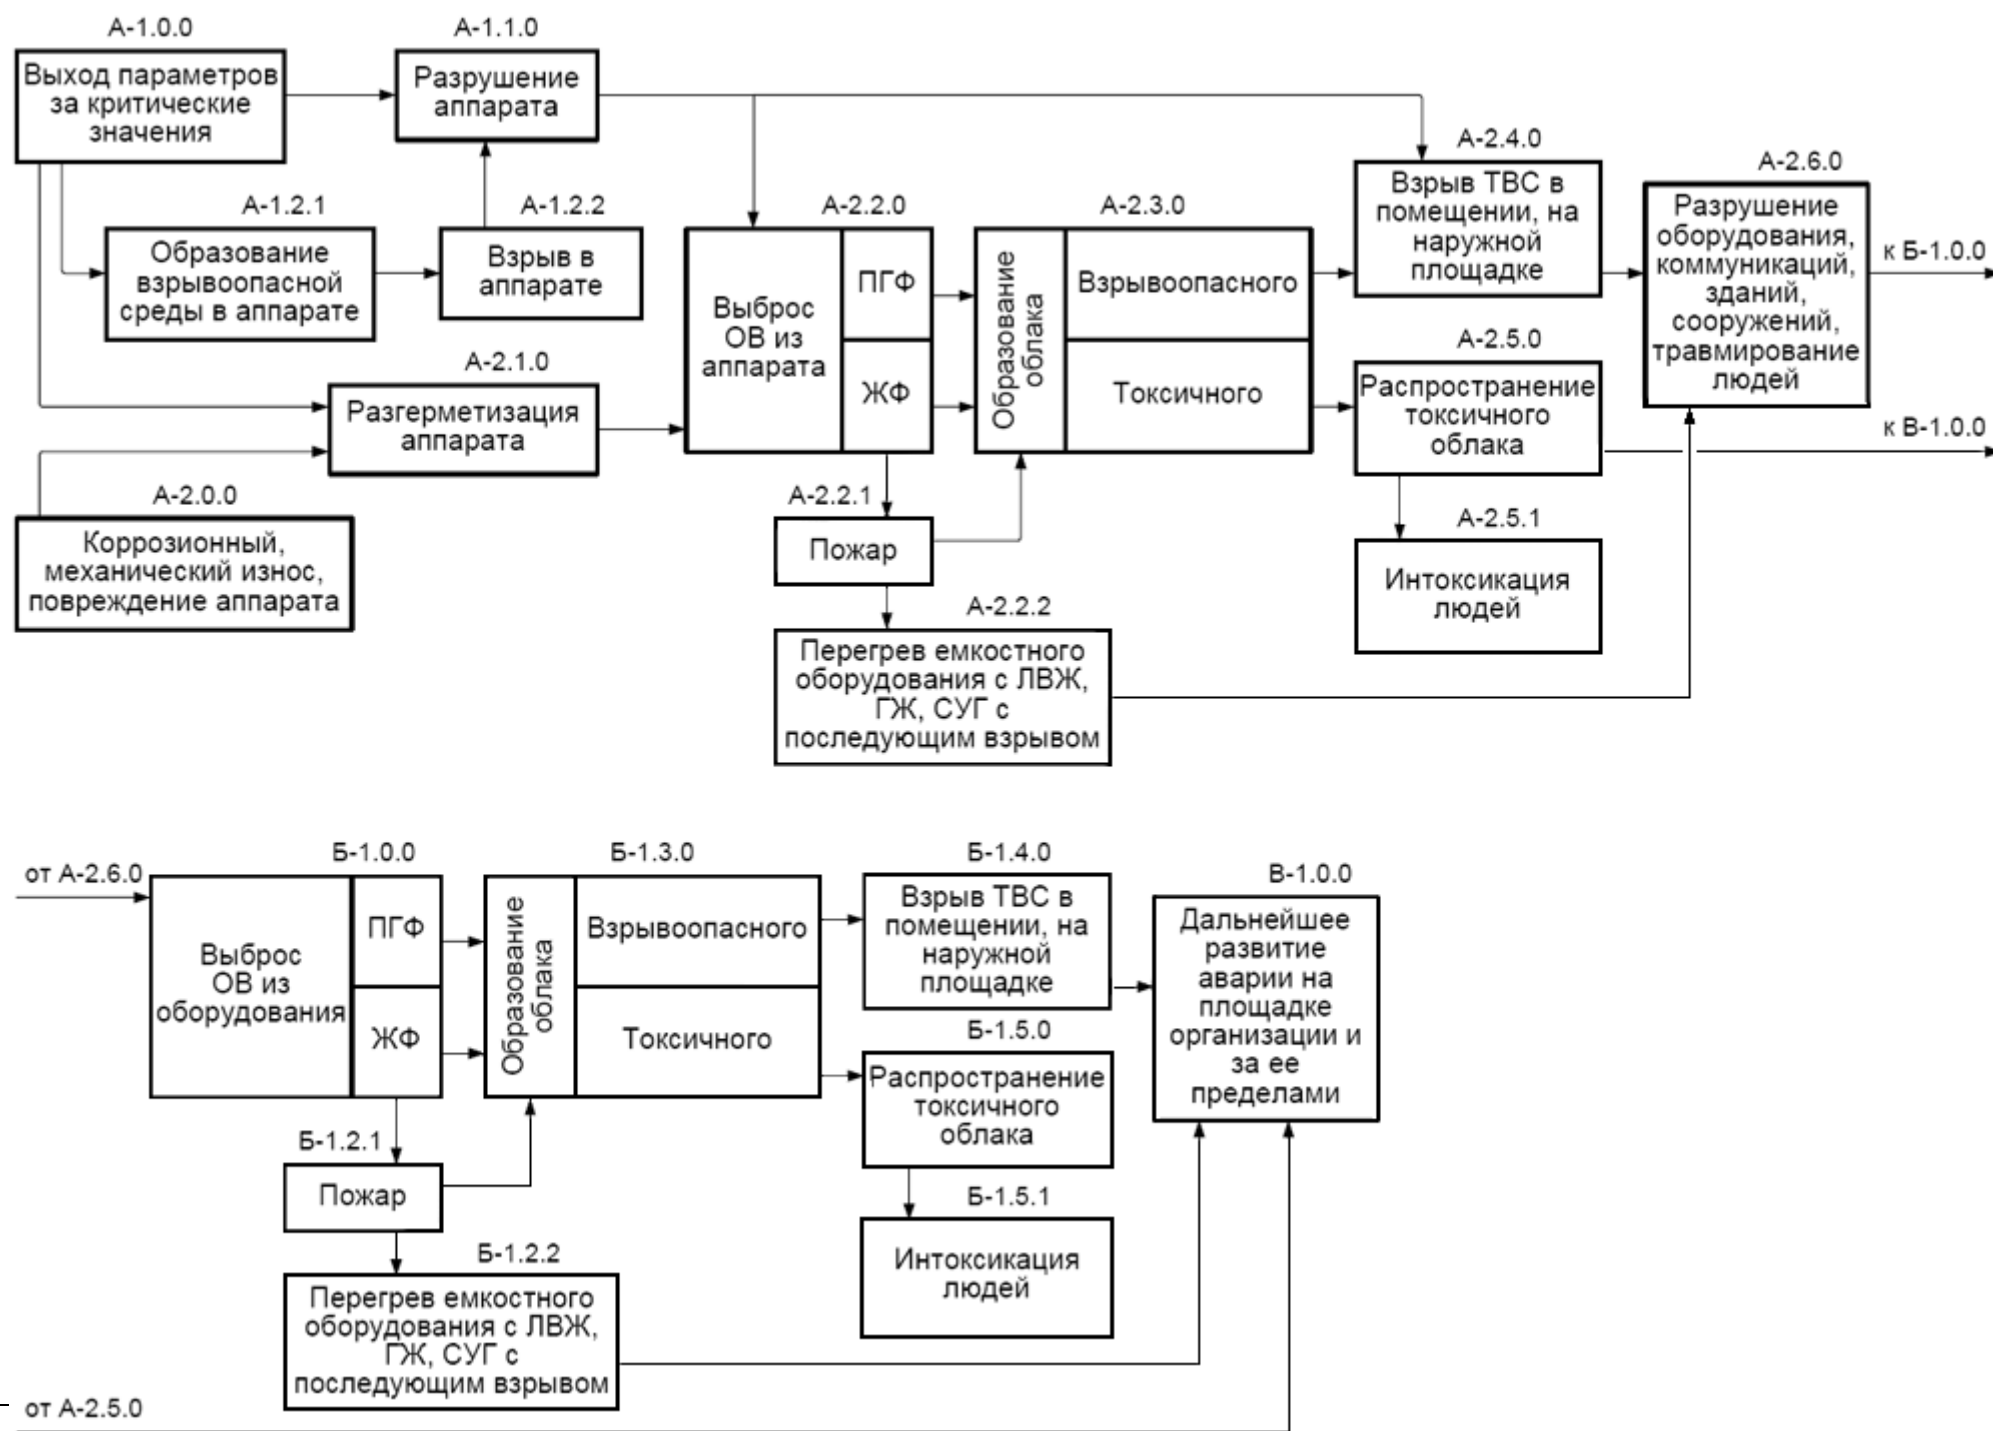 А-1.0.0
Выход параметров
за критические
значения
А-1.1.0
Разрушение
аппарата
А-1.2.1
Образование
взрывоопасной
среды в аппарате
А-1.2.2
Взрыв в
аппарате
А-2.1.0
Разгерметизация
аппарата
А-2.0.0
Коррозионный,
механический износ,
повреждение аппарата
А-2.2.0
Выброс
ОВ из
аппарата
ПГФ
ЖФ
А-2.3.0
Образование
облака
Взрывоопасного
Токсичного
А-2.2.1
Пожар
А-2.2.2
Перегрев емкостного
оборудования с ЛВЖ,
ГЖ, СУГ с
последующим взрывом
А-2.4.0
Взрыв ТВС в
помещении, на
наружной
площадке
А-2.5.0
Распространение
токсичного
облака
А-2.5.1
Интоксикация
людей
А-2.6.0
Разрушение
оборудования,
коммуникаций,
зданий,
сооружений,
травмирование
людей
к Б-1.0.0
к В-1.0.0
от А-2.6.0
Б-1.0.0
Выброс
ОВ из
оборудования
ПГФ
ЖФ
Б-1.3.0
Образование
облака
Взрывоопасного
Токсичного
Б-1.2.1
Пожар
Б-1.2.2
Перегрев емкостного
оборудования с ЛВЖ,
ГЖ, СУГ с
последующим взрывом
Б-1.4.0
Взрыв ТВС в
помещении, на
наружной
площадке
Б-1.5.0
Распространение
токсичного
облака
Б-1.5.1
Интоксикация
людей
В-1.0.0
Дальнейшее
развитие
аварии на
площадке
организации и
за ее
пределами
от А-2.5.0